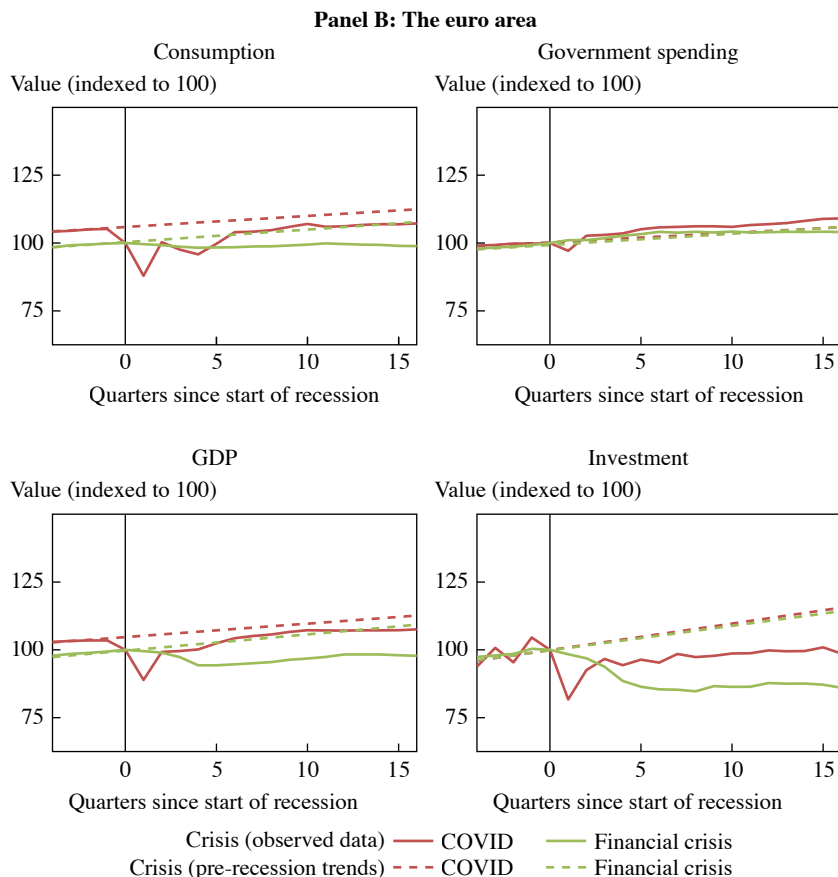 Panel B: The euro area
Consumption
Value (indexed to 100)
125
100
75
0 5 10 15
Quarters since start of recession
Government spending
Value (indexed to 100)
125
100
75
0 5 10 15
Quarters since start of recession
GDP
Value (indexed to 100)
125
100
75
0 5 10 15
Quarters since start of recession
Investment
Value (indexed to 100)
125
100
75
0 5 10 15
Quarters since start of recession
Crisis (observed data) COVID Financial crisis
Crisis (pre-recession trends) COVID Financial crisis